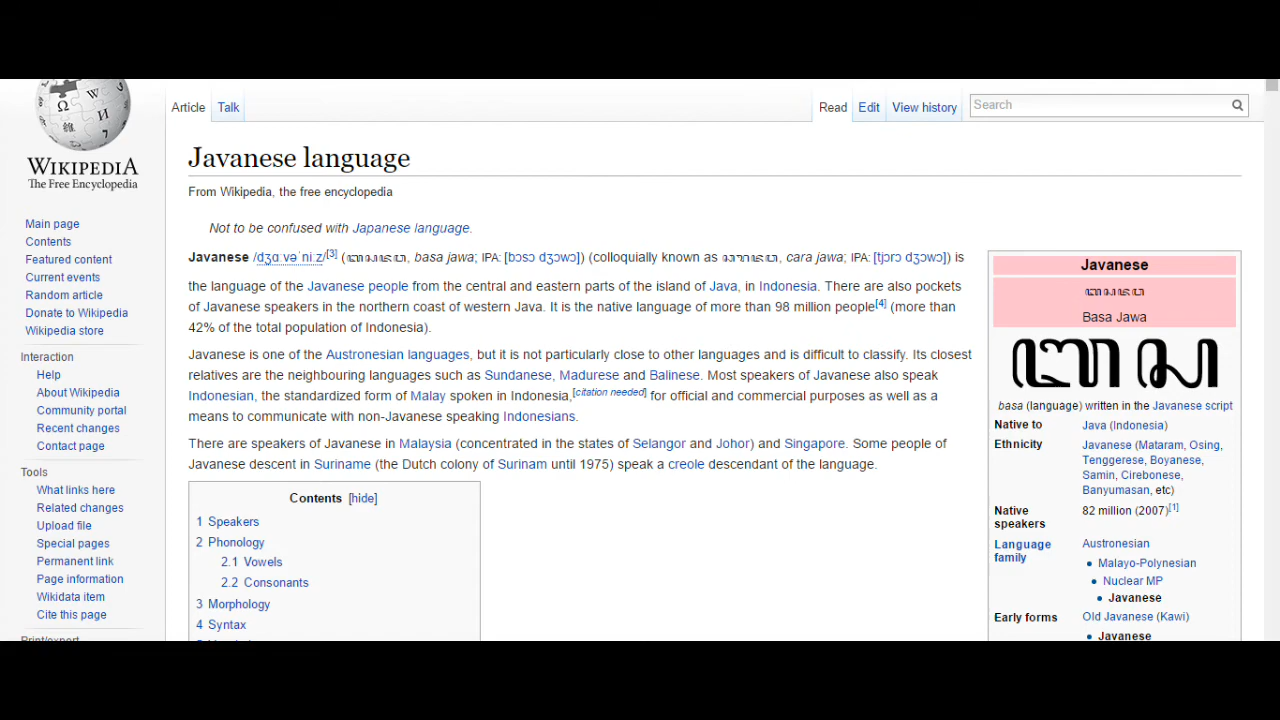 WIKIPEDIA
The Free Encyclopedia
Main page
Contents
Featured content
Current events
Random article
Donate to Wikipedia
Wikipedia store
Interaction
Help
About Wikipedia
Community portal
Recent changes
Contact page
Tools
What links here
Related changes
Upload file
Special pages
Permanent link
Page information
Wikidata item
Cite this page
Print/export
Article Talk
Read Edit View history
Search
Javanese language
From Wikipedia, the free encyclopedia
Not to be confused with Japanese language.
Javanese /dʒɑːvəˈniːz/[3] (ꦧꦱꦗꦮ, basa jawa; IPA: [bɔsɔ dʒɔwɔ]) (colloquially known as ꦕꦫꦗꦮ, cara jawa; IPA: [tjɔrɔ dʒɔwɔ]) is
the language of the Javanese people from the central and eastern parts of the island of Java, in Indonesia. There are also pockets
of Javanese speakers in the northern coast of western Java. It is the native language of more than 98 million people[4] (more than
42% of the total population of Indonesia).
Javanese is one of the Austronesian languages, but it is not particularly close to other languages and is difficult to classify. Its closest
relatives are the neighbouring languages such as Sundanese, Madurese and Balinese. Most speakers of Javanese also speak
Indonesian, the standardized form of Malay spoken in Indonesia,[citation needed] for official and commercial purposes as well as a
means to communicate with non-Javanese speaking Indonesians.
There are speakers of Javanese in Malaysia (concentrated in the states of Selangor and Johor) and Singapore. Some people of
Javanese descent in Suriname (the Dutch colony of Surinam until 1975) speak a creole descendant of the language.
Contents [hide]
1 Speakers
2 Phonology
2.1 Vowels
2.2 Consonants
3 Morphology
4 Syntax
Javanese
ꦧꦱꦗꦮ
Basa Jawa
ꦧꦱ
basa (language) written in the Javanese script
Native to Java (Indonesia)
Ethnicity Javanese (Mataram, Osing,
Tenggerese, Boyanese,
Samin, Cirebonese,
Banyumasan, etc)
Native 82 million (2007)[1]
speakers
Language Austronesian
family
• Malayo-Polynesian
• Nuclear MP
• Javanese
Early forms Old Javanese (Kawi)
• Javanese